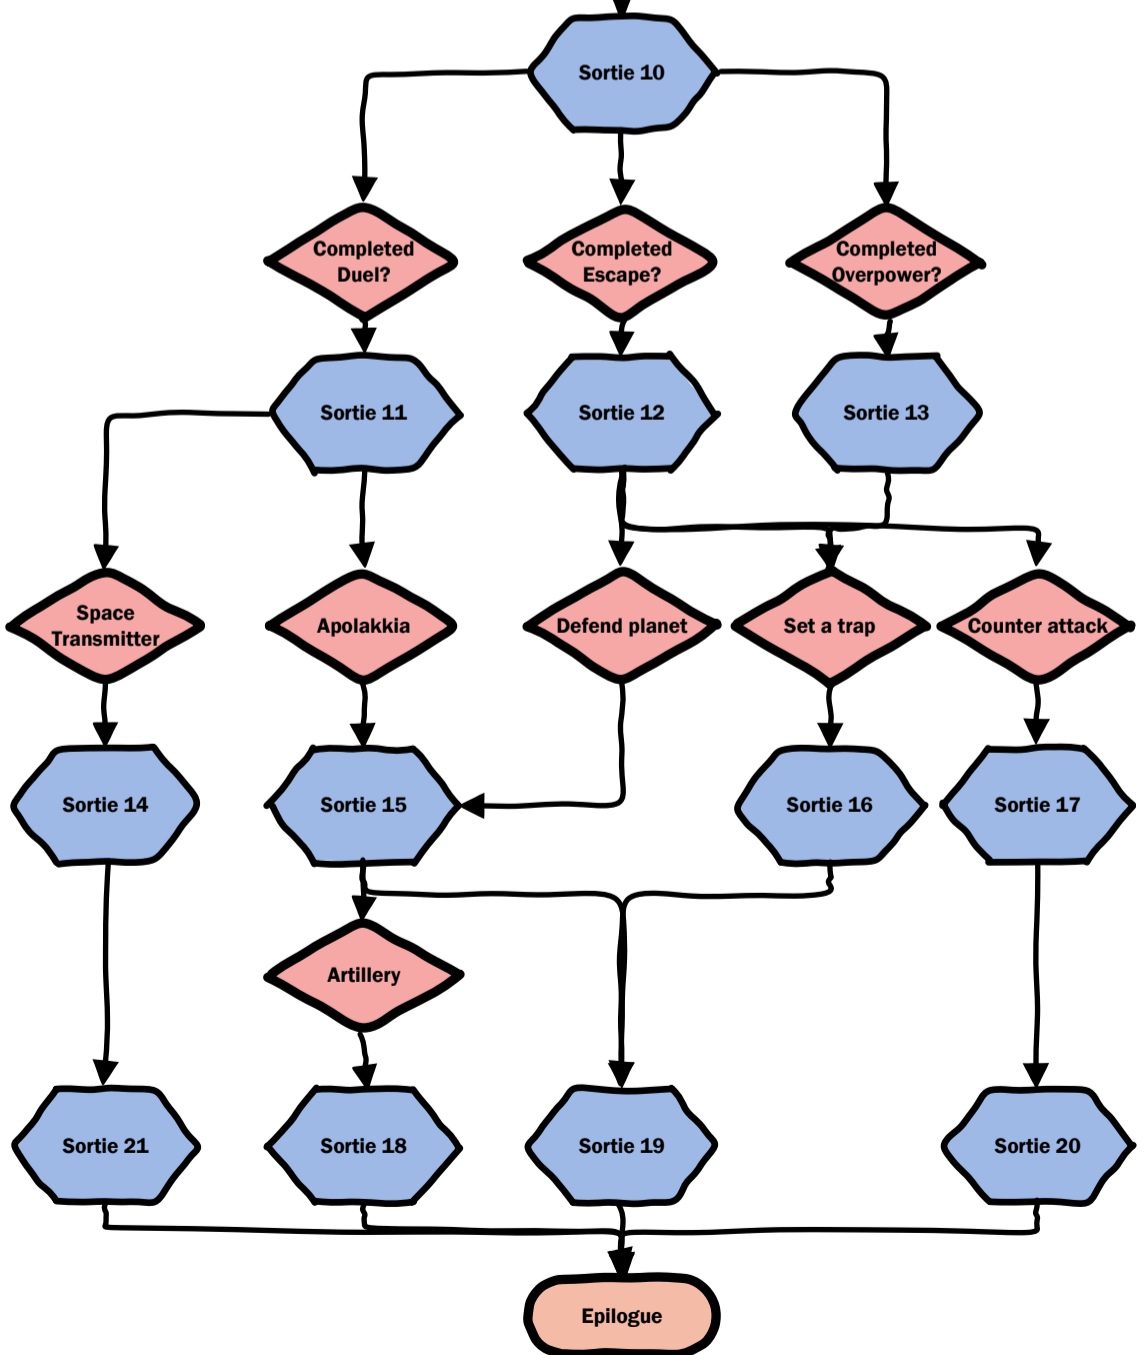 Sortie 10
Completed
Duel?
Completed
Escape?
Completed
Overpower?
Sortie 11
Sortie 12
Sortie 13
Space
Transmitter
Apolakkia
Defend planet
Set a trap
Counter attack
Sortie 14
Sortie 15
Sortie 16
Sortie 17
Artillery
Sortie 21
Sortie 18
Sortie 19
Sortie 20
Epilogue